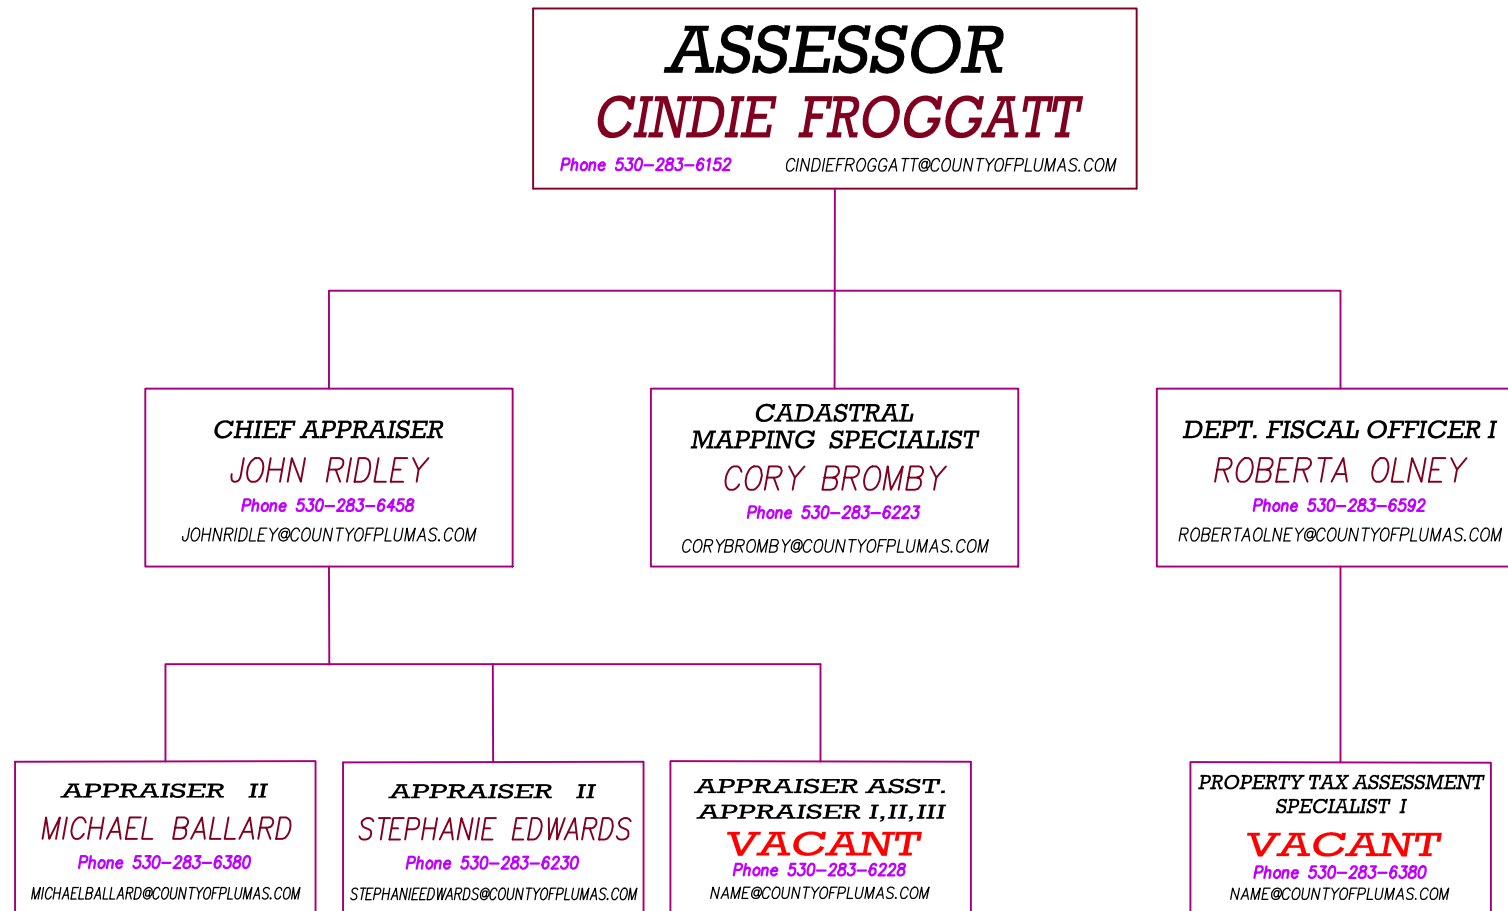 ASSESSOR
CINDIE FROGGATT
Phone 530-283-6152 CINDIEFROGGATT@COUNTYOFPLUMAS.COM
CHIEF APPRAISER
JOHN RIDLEY
Phone 530-283-6458
JOHNRIDLEY@COUNTYOFPLUMAS.COM
CADASTRAL
MAPPING SPECIALIST
CORY BROMBY
Phone 530-283-6223
CORYBROMBY@COUNTYOFPLUMAS.COM
DEPT. FISCAL OFFICER I
ROBERTA OLNEY
Phone 530-283-6592
ROBERTAOLNEY@COUNTYOFPLUMAS.COM
APPRAISER II
MICHAEL BALLARD
Phone 530-283-6380
MICHAELBALLARD@COUNTYOFPLUMAS.COM
APPRAISER II
STEPHANIE EDWARDS
Phone 530-283-6230
STEPHANIEEDWARDS@COUNTYOFPLUMAS.COM
APPRAISER ASST.
APPRAISER I,II,III
VACANT
Phone 530-283-6228
NAME@COUNTYOFPLUMAS.COM
PROPERTY TAX ASSESSMENT
SPECIALIST I
VACANT
Phone 530-283-6380
NAME@COUNTYOFPLUMAS.COM